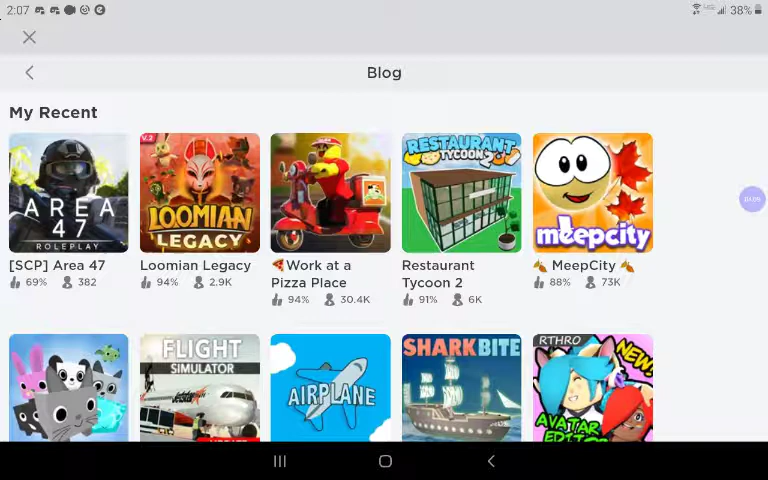 2:07
38%
Blog
My Recent
AREA
47
ROLEPLAY
V.2
LOOMIAN
LEGACY
RESTAURANT
TYCOON 2
meepcity
[SCP] Area 47
Loomian Legacy
🍕Work at a
Pizza Place
Restaurant
Tycoon 2
🍂 MeepCity 🍂
69% 382
94% 2.9K
94% 30.4K
91% 6K
88% 73K
FLIGHT
SIMULATOR
AIRPLANE
SHARKBITE
RTHRO
NEW!
AVATAR
EDITOR